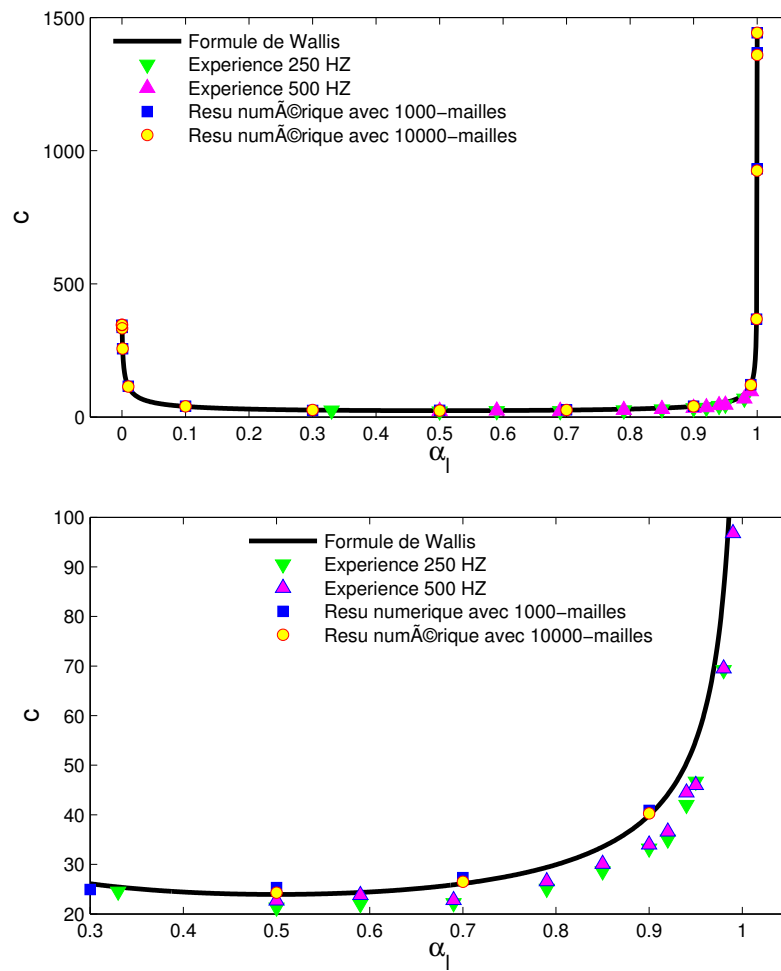 1500
1000
500
0
c
Formule de Wallis
Experience 250 HZ
Experience 500 HZ
Resu numÃ©rique avec 1000−mailles
Resu numÃ©rique avec 10000−mailles
0 0.1 0.2 0.3 0.4 0.5 0.6 0.7 0.8 0.9 1
αl
100
90
80
70
60
50
40
30
20
c
Formule de Wallis
Experience 250 HZ
Experience 500 HZ
Resu numerique avec 1000−mailles
Resu numÃ©rique avec 10000−mailles
0.3 0.4 0.5 0.6 0.7 0.8 0.9 1
αl